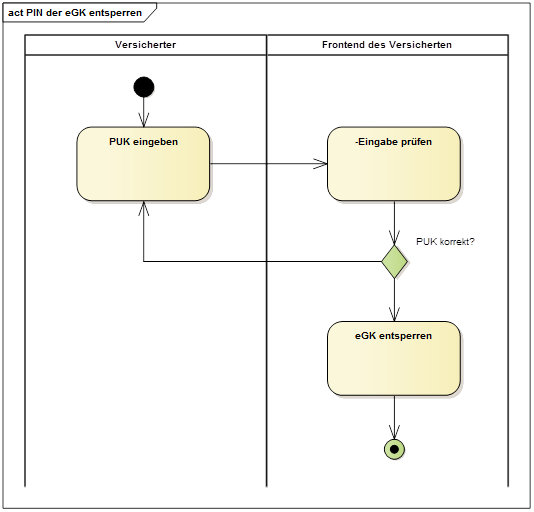 act PIN der eGK entsperren
Versicherter
Frontend des Versicherten
PUK eingeben
-Eingabe prüfen
PUK korrekt?
eGK entsperren